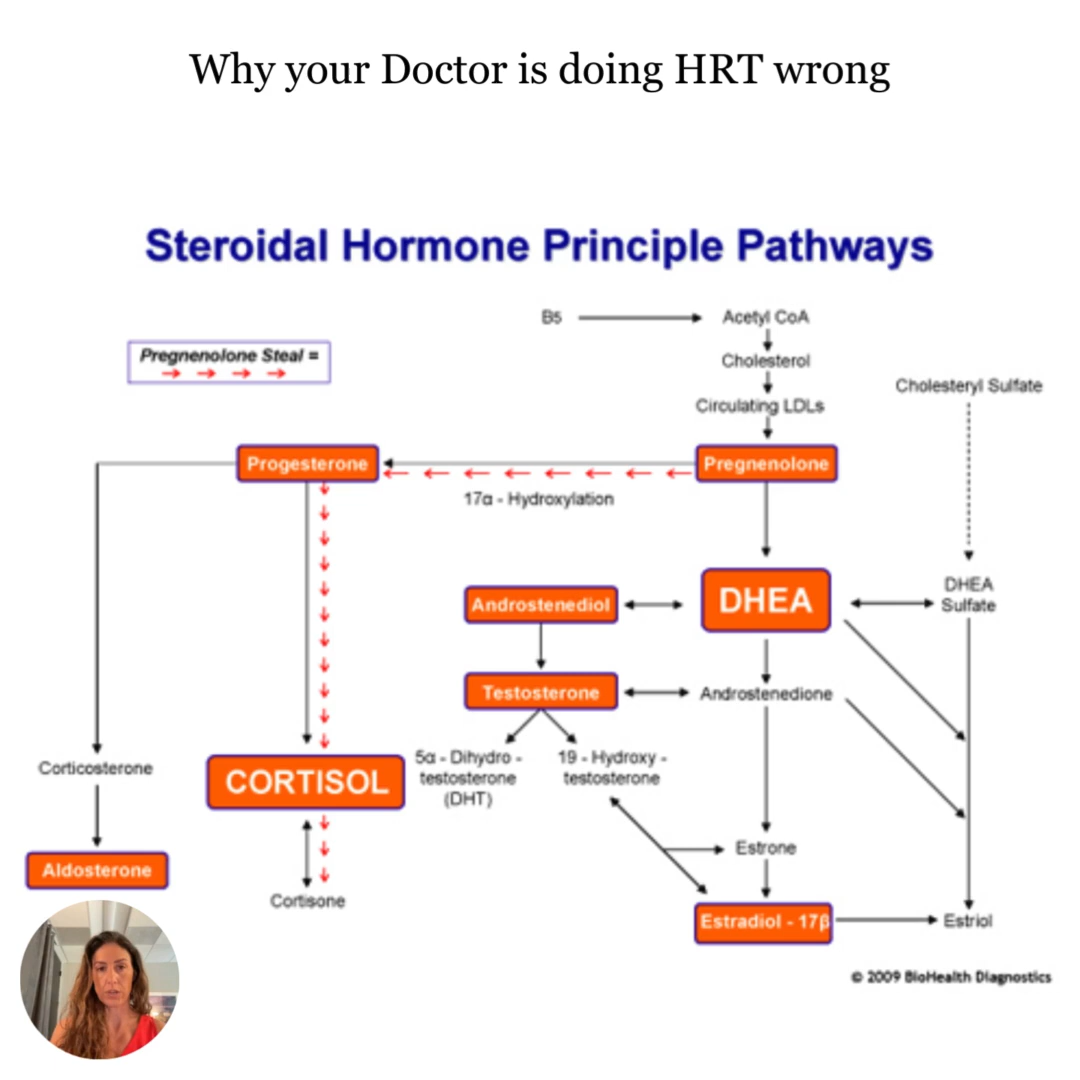 Why your Doctor is doing HRT wrong
Steroidal Hormone Principle Pathways
B5
Acetyl CoA
Pregnenolone Steal =
Cholesterol
Cholesteryl Sulfate
Circulating LDLs
Progesterone
Pregnenolone
17α - Hydroxylation
Androstenediol
DHEA
DHEA
Sulfate
Testosterone
Androstenedione
Corticosterone
CORTISOL
5α - Dihydro -
testosterone
(DHT)
19 - Hydroxy -
testosterone
Estrone
Aldosterone
Cortisone
Estradiol - 17β
Estriol
© 2009 BioHealth Diagnostics